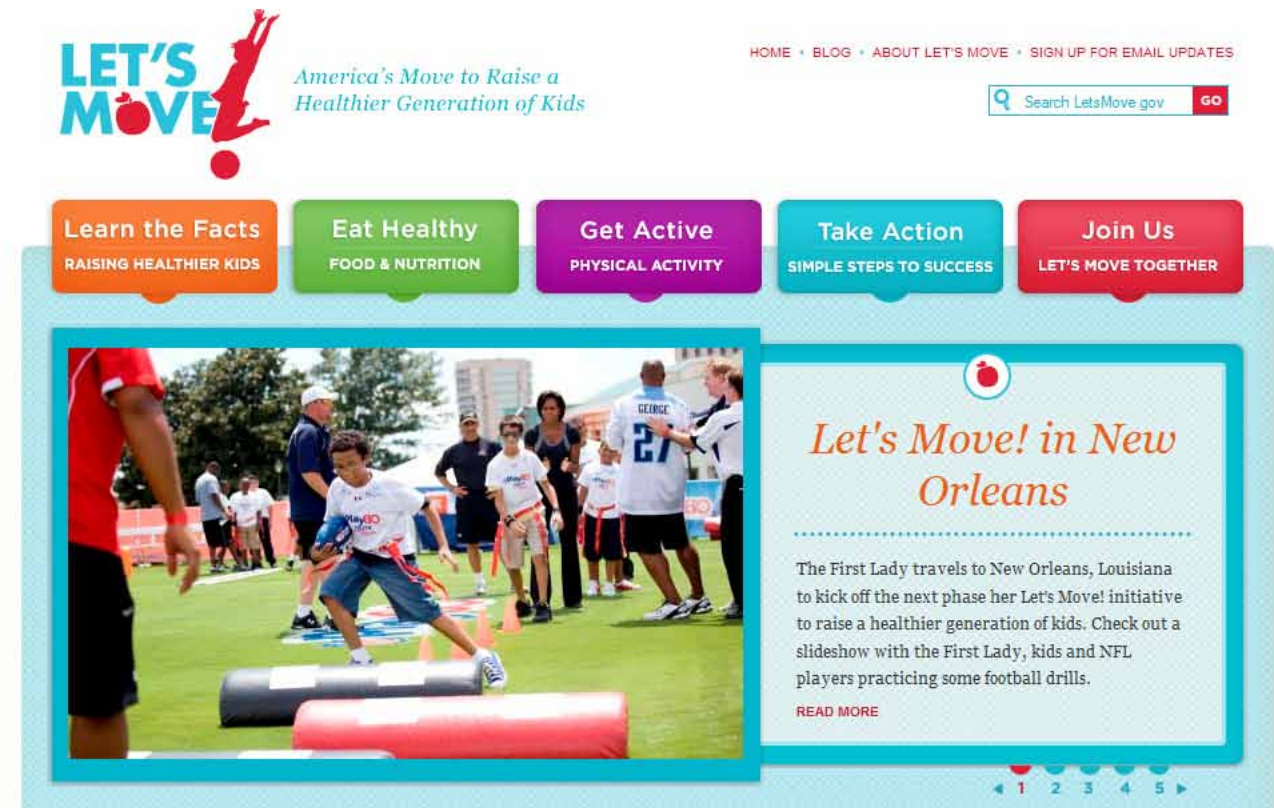 LET'S
MOVE!
America's Move to Raise a
Healthier Generation of Kids
HOME • BLOG • ABOUT LET'S MOVE • SIGN UP FOR EMAIL UPDATES
Search LetsMove.gov GO
Learn the Facts
RAISING HEALTHIER KIDS
Eat Healthy
FOOD & NUTRITION
Get Active
PHYSICAL ACTIVITY
Take Action
SIMPLE STEPS TO SUCCESS
Join Us
LET'S MOVE TOGETHER
GEORGE
27
Let's Move! in New
Orleans
The First Lady travels to New Orleans, Louisiana
to kick off the next phase her Let's Move! initiative
to raise a healthier generation of kids. Check out a
slideshow with the First Lady, kids and NFL
players practicing some football drills.
READ MORE
1 2 3 4 5